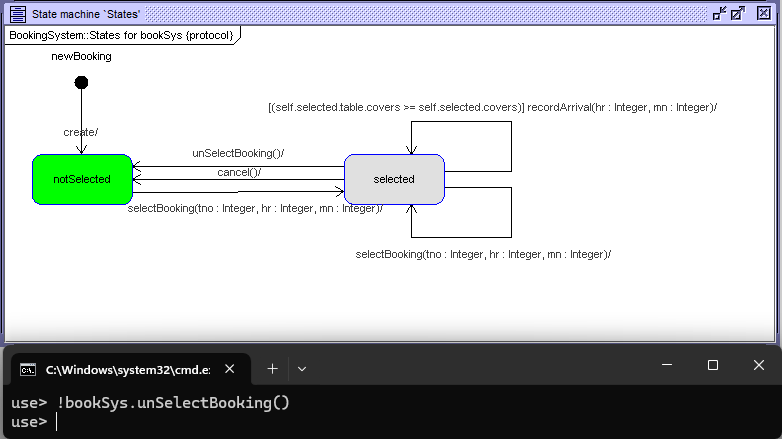 State machine `States'
BookingSystem::States for bookSys {protocol}
newBooking
[(self.selected.table.covers >= self.selected.covers)] recordArrival(hr : Integer, mn : Integer)/
create/
unSelectBooking()/
cancel()/
notSelected
selected
selectBooking(tno : Integer, hr : Integer, mn : Integer)/
selectBooking(tno : Integer, hr : Integer, mn : Integer)/
C:\Windows\system32\cmd.e
use> !bookSys.unSelectBooking()
use>